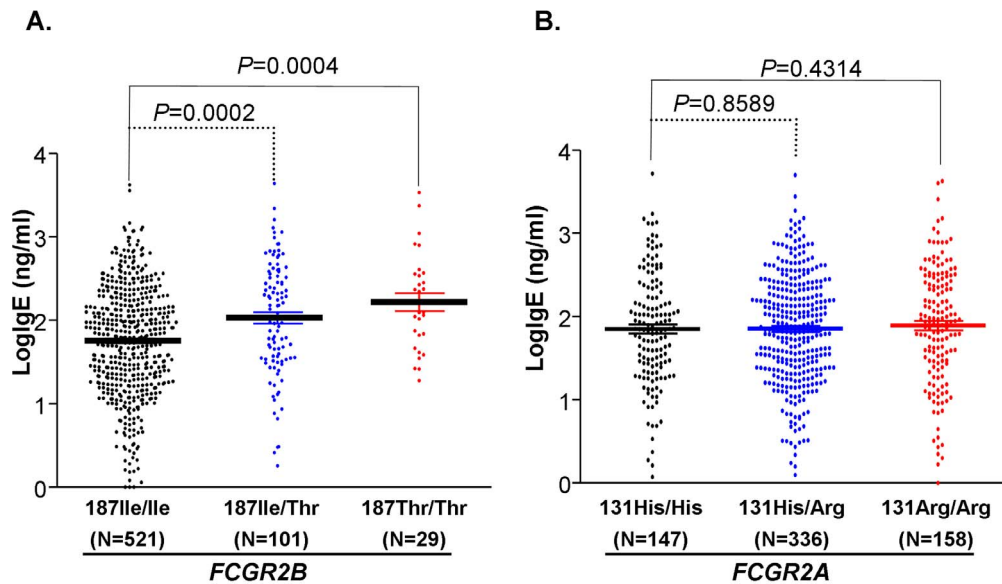 A.
P=0.0004
P=0.0002
LogIgE (ng/ml)
4
3
2
1
0
187Ile/Ile 187Ile/Thr 187Thr/Thr
(N=521) (N=101) (N=29)
FCGR2B
B.
P=0.4314
P=0.8589
LogIgE (ng/ml)
4
3
2
1
0
131His/His 131His/Arg 131Arg/Arg
(N=147) (N=336) (N=158)
FCGR2A